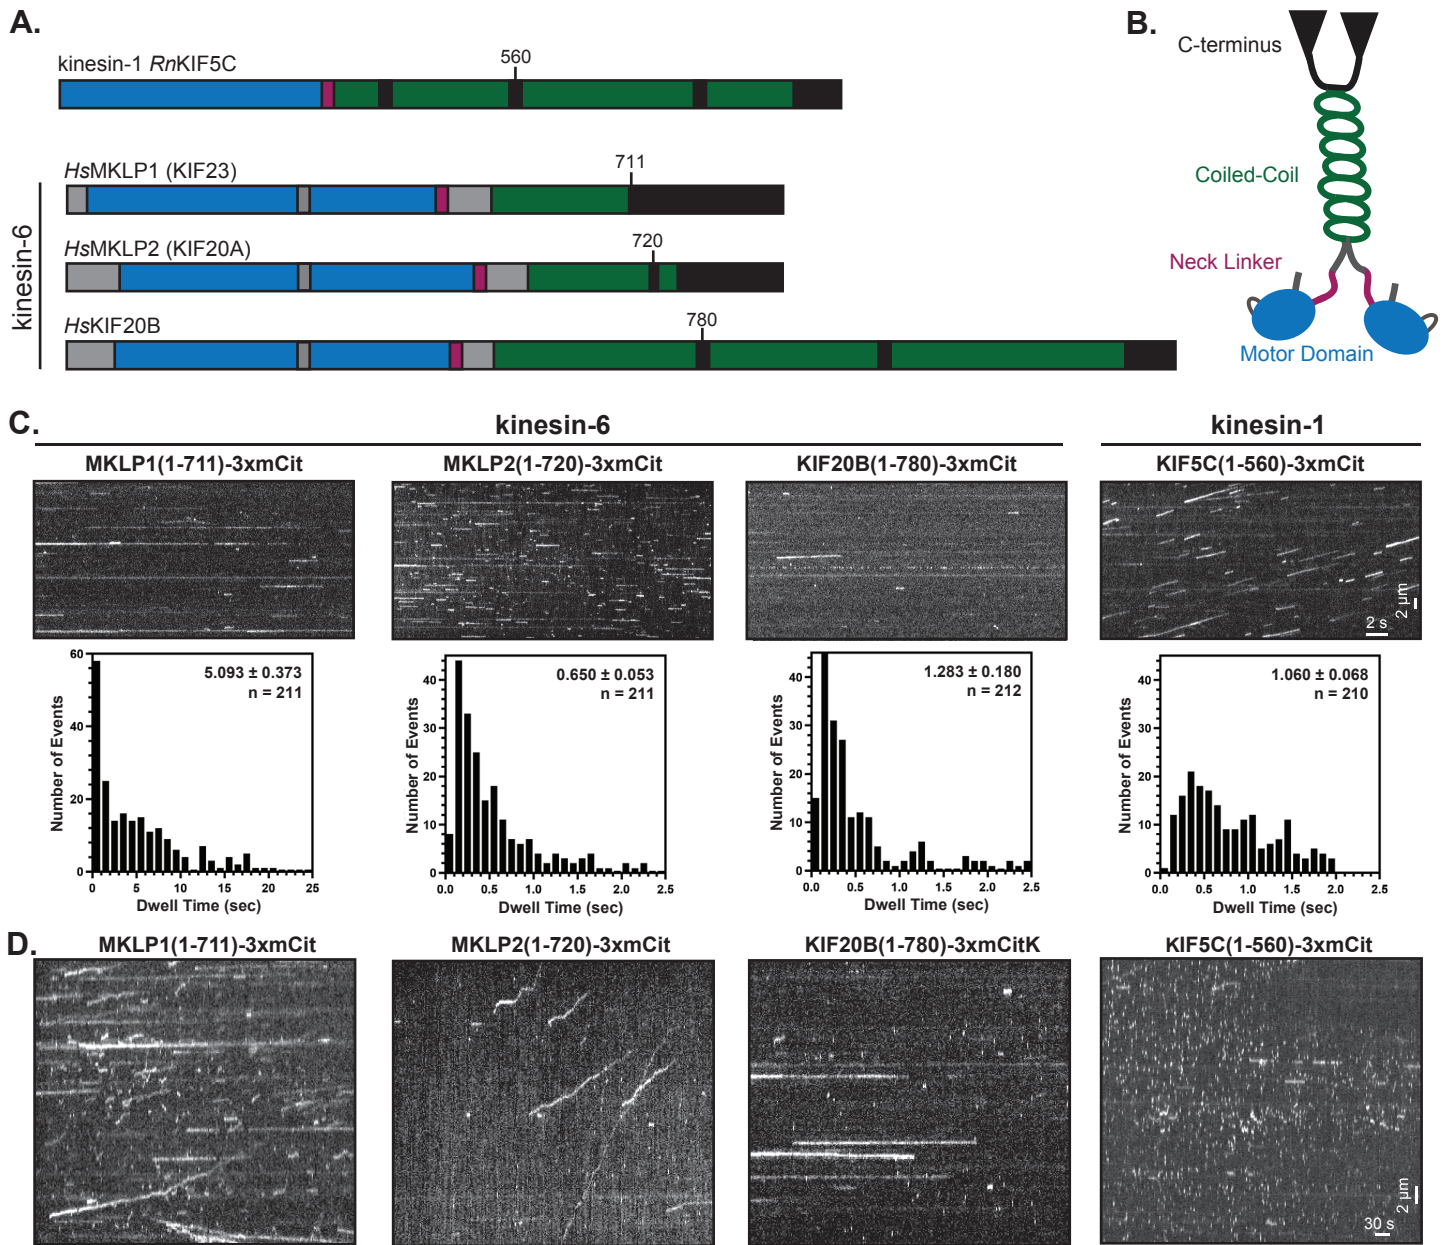 A.
kinesin-1 RnKIF5C
560
kinesin-6
HsMKLP1 (KIF23)
711
HsMKLP2 (KIF20A)
720
HsKIF20B
780
B.
C-terminus
Coiled-Coil
Neck Linker
Motor Domain
C.
kinesin-6
kinesin-1
MKLP1(1-711)-3xmCit
MKLP2(1-720)-3xmCit
KIF20B(1-780)-3xmCit
KIF5C(1-560)-3xmCit
2 µm
2 s
Number of Events
60
40
20
0
5.093 ± 0.373
n = 211
0 5 10 15 20 25
Dwell Time (sec)
Number of Events
40
30
20
10
0
0.650 ± 0.053
n = 211
0.0 0.5 1.0 1.5 2.0 2.5
Dwell Time (sec)
Number of Events
40
30
20
10
0
1.283 ± 0.180
n = 212
0.0 0.5 1.0 1.5 2.0 2.5
Dwell Time (sec)
Number of Events
40
30
20
10
0
1.060 ± 0.068
n = 210
0.0 0.5 1.0 1.5 2.0 2.5
Dwell Time (sec)
D.
MKLP1(1-711)-3xmCit
MKLP2(1-720)-3xmCit
KIF20B(1-780)-3xmCitK
KIF5C(1-560)-3xmCit
2 µm
30 s